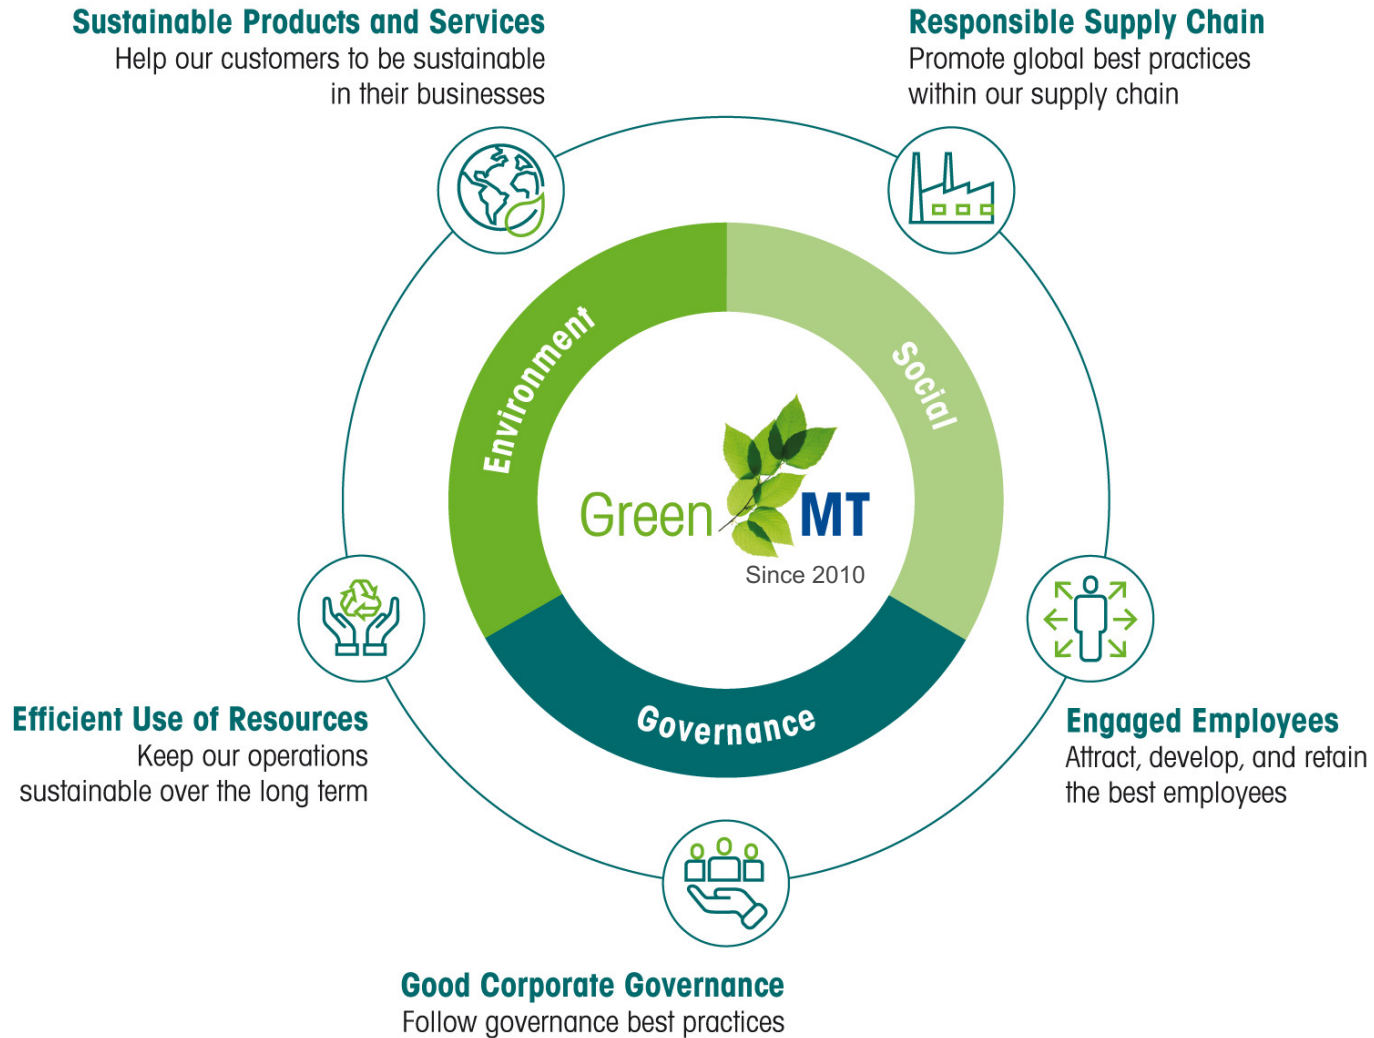 Sustainable Products and Services
Help our customers to be sustainable
in their businesses
Responsible Supply Chain
Promote global best practices
within our supply chain
Environment
Social
Green MT
Since 2010
Governance
Efficient Use of Resources
Keep our operations
sustainable over the long term
Engaged Employees
Attract, develop, and retain
the best employees
Good Corporate Governance
Follow governance best practices